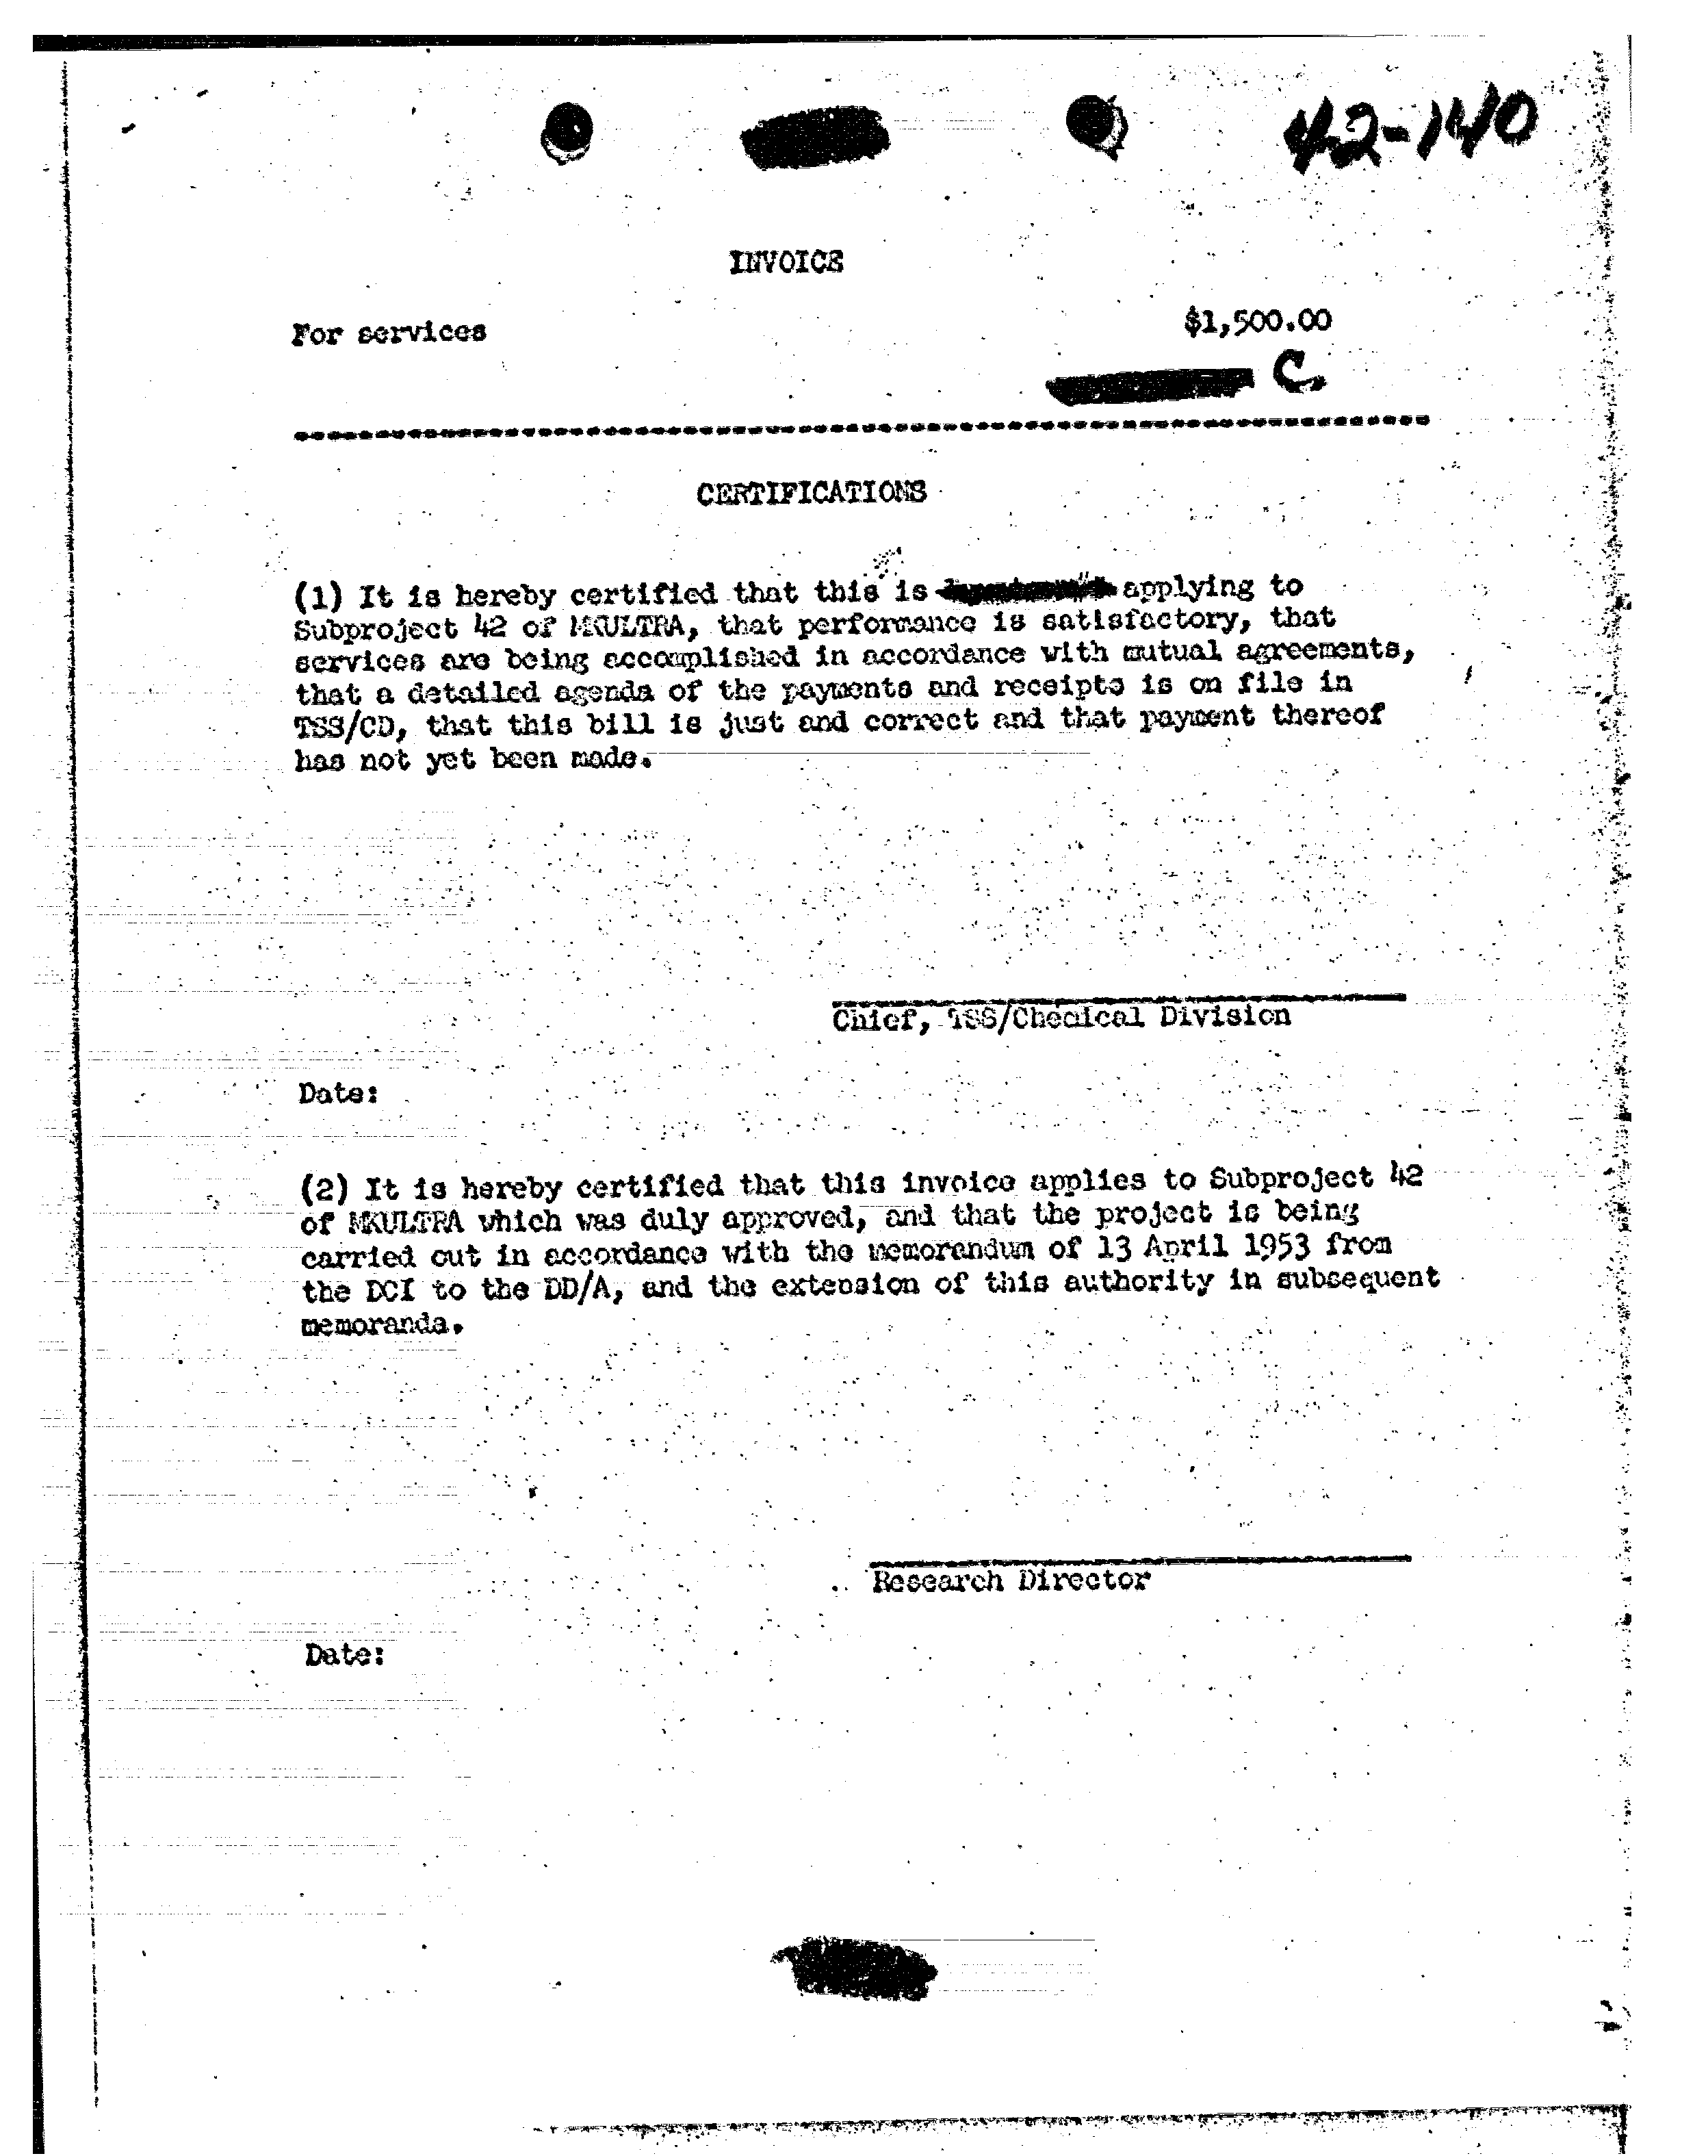 42-140
INVOICE
For services
$1,500.00
C.
CERTIFICATIONS
(1) It is hereby certified that this is applying to
Subproject 42 of MKULTRA, that performance is satisfactory, that
services are being accomplished in accordance with mutual agreements,
that a detailed agenda of the payments and receipts is on file in
TSS/CD, that this bill is just and correct and that payment thereof
has not yet been made.
Chief, TSS/Chemical Division
Date:
(2) It is hereby certified that this invoice applies to Subproject 42
of MKULTRA which was duly approved, and that the project is being
carried out in accordance with the memorandum of 13 April 1953 from
the DCI to the DD/A, and the extension of this authority in subsequent
memoranda.
Research Director
Date: